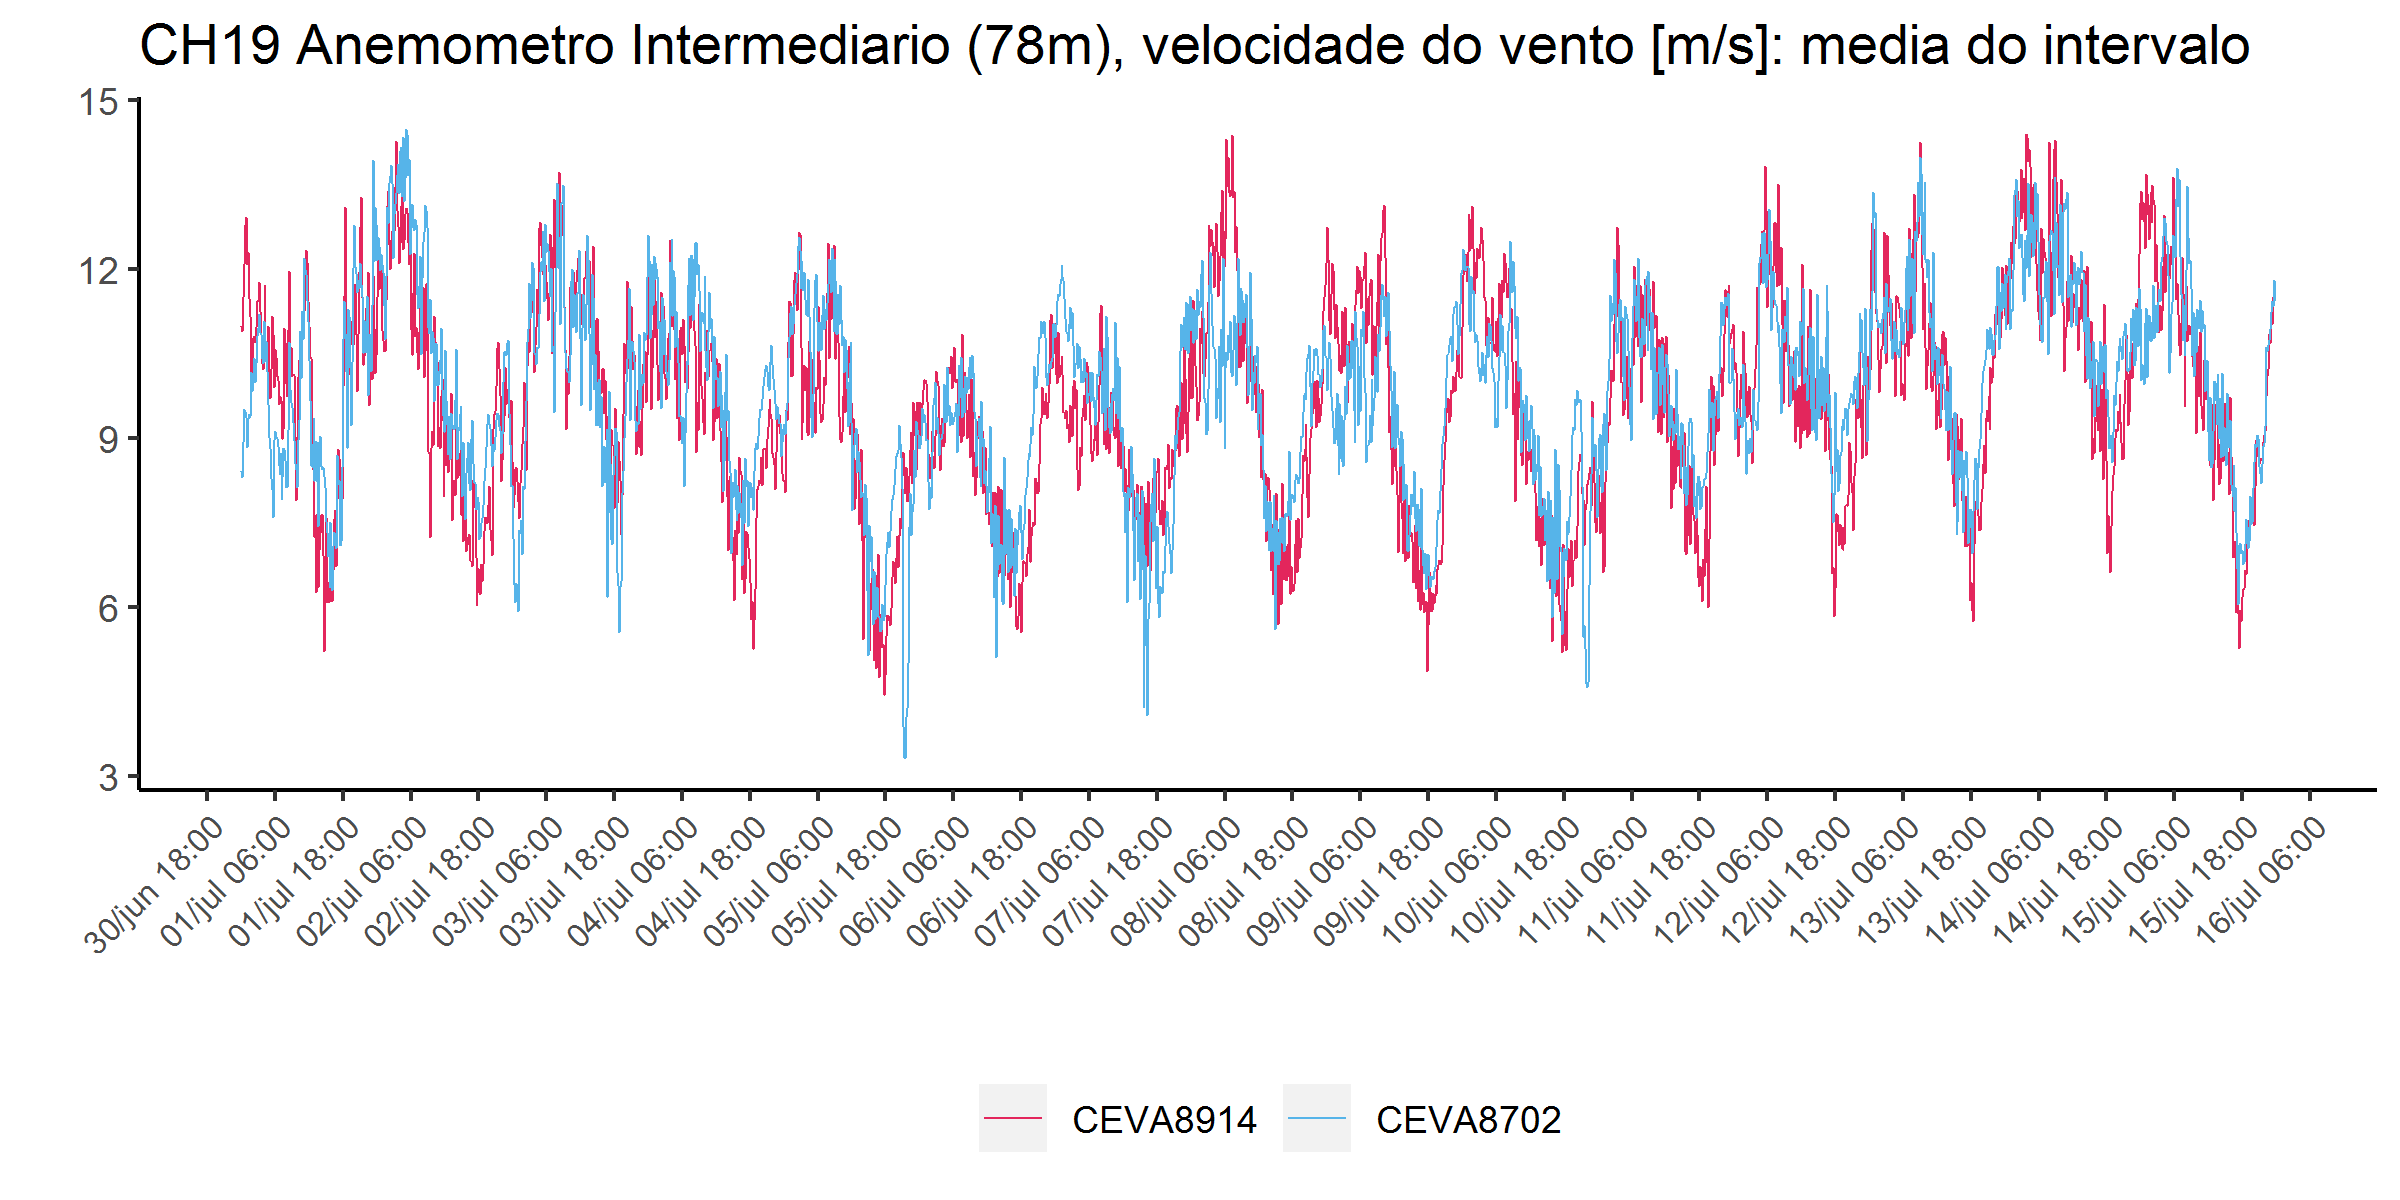 CH19 Anemometro Intermediario (78m), velocidade do vento [m/s]: media do intervalo
15
12
9
6
3
30/jun 18:00
01/jul 06:00
01/jul 18:00
02/jul 06:00
02/jul 18:00
03/jul 06:00
03/jul 18:00
04/jul 06:00
04/jul 18:00
05/jul 06:00
05/jul 18:00
06/jul 06:00
06/jul 18:00
07/jul 06:00
07/jul 18:00
08/jul 06:00
08/jul 18:00
09/jul 06:00
09/jul 18:00
10/jul 06:00
10/jul 18:00
11/jul 06:00
11/jul 18:00
12/jul 06:00
12/jul 18:00
13/jul 06:00
13/jul 18:00
14/jul 06:00
14/jul 18:00
15/jul 06:00
15/jul 18:00
16/jul 06:00
CEVA8914 CEVA8702